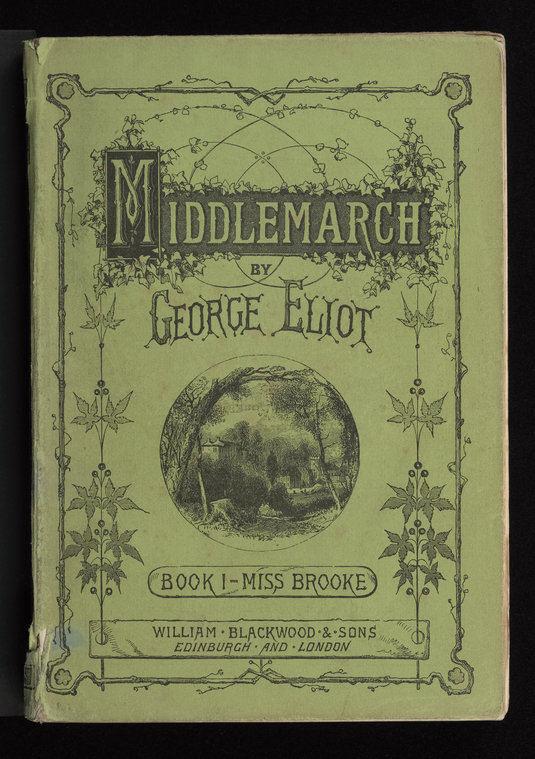 MIDDLEMARCH
BY
GEORGE ELIOT
BOOK I–MISS BROOKE
WILLIAM·BLACKWOOD·&·SONS
EDINBURGH·AND·LONDON